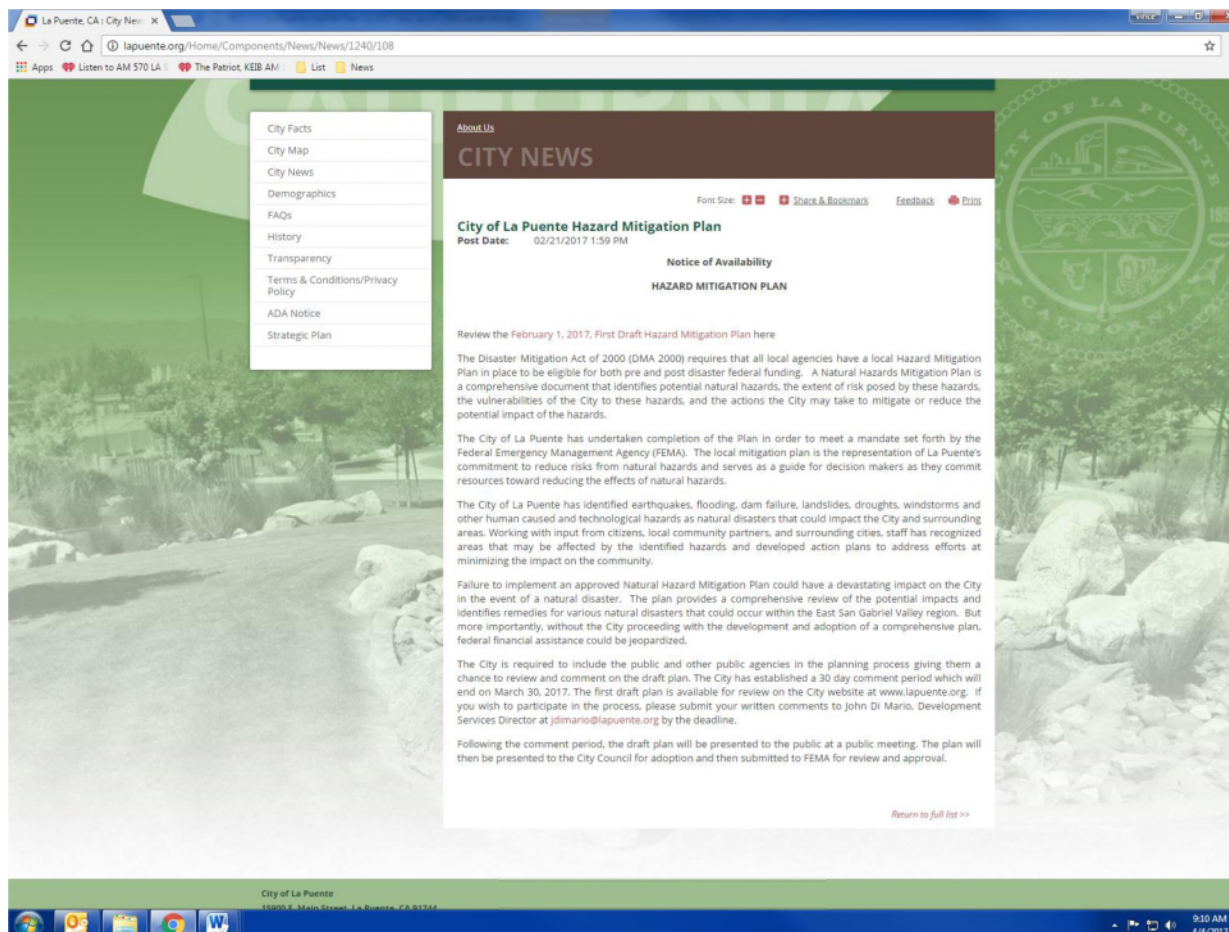 La Puente, CA : City New
vince
lapuente.org/Home/Components/News/News/1240/108
Apps Listen to AM 570 LA The Patriot, KEIB AM List News
CALIFORNIA
CITY OF LA PUENTE
City Facts
City Map
City News
Demographics
FAQs
History
Transparency
Terms & Conditions/Privacy
Policy
ADA Notice
Strategic Plan
About Us
CITY NEWS
Font Size: Share & Bookmark Feedback Print
City of La Puente Hazard Mitigation Plan
Post Date: 02/21/2017 1:59 PM
Notice of Availability
HAZARD MITIGATION PLAN
Review the February 1, 2017, First Draft Hazard Mitigation Plan here
The Disaster Mitigation Act of 2000 (DMA 2000) requires that all local agencies have a local Hazard Mitigation
Plan in place to be eligible for both pre and post disaster federal funding. A Natural Hazards Mitigation Plan is
a comprehensive document that identifies potential natural hazards, the extent of risk posed by these hazards,
the vulnerabilities of the City to these hazards, and the actions the City may take to mitigate or reduce the
potential impact of the hazards.
The City of La Puente has undertaken completion of the Plan in order to meet a mandate set forth by the
Federal Emergency Management Agency (FEMA). The local mitigation plan is the representation of La Puente's
commitment to reduce risks from natural hazards and serves as a guide for decision makers as they commit
resources toward reducing the effects of natural hazards.
The City of La Puente has identified earthquakes, flooding, dam failure, landslides, droughts, windstorms and
other human caused and technological hazards as natural disasters that could impact the City and surrounding
areas. Working with input from citizens, local community partners, and surrounding cities, staff has recognized
areas that may be affected by the identified hazards and developed action plans to address efforts at
minimizing the impact on the community.
Failure to implement an approved Natural Hazard Mitigation Plan could have a devastating impact on the City
in the event of a natural disaster. The plan provides a comprehensive review of the potential impacts and
identifies remedies for various natural disasters that could occur within the East San Gabriel Valley region. But
more importantly, without the City proceeding with the development and adoption of a comprehensive plan,
federal financial assistance could be jeopardized.
The City is required to include the public and other public agencies in the planning process giving them a
chance to review and comment on the draft plan. The City has established a 30 day comment period which will
end on March 30, 2017. The first draft plan is available for review on the City website at www.lapuente.org. If
you wish to participate in the process, please submit your written comments to John Di Mario, Development
Services Director at jdimario@lapuente.org by the deadline.
Following the comment period, the draft plan will be presented to the public at a public meeting. The plan will
then be presented to the City Council for adoption and then submitted to FEMA for review and approval.
Return to full list >>
City of La Puente
15900 E. Main Street, La Puente, CA 91744
9:10 AM
4/4/2017